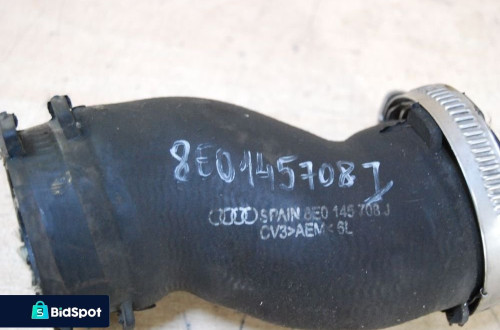 8E0145708J
SPAIN 8E0 145 708 J
CV3>AEM< 6L
BidSpot